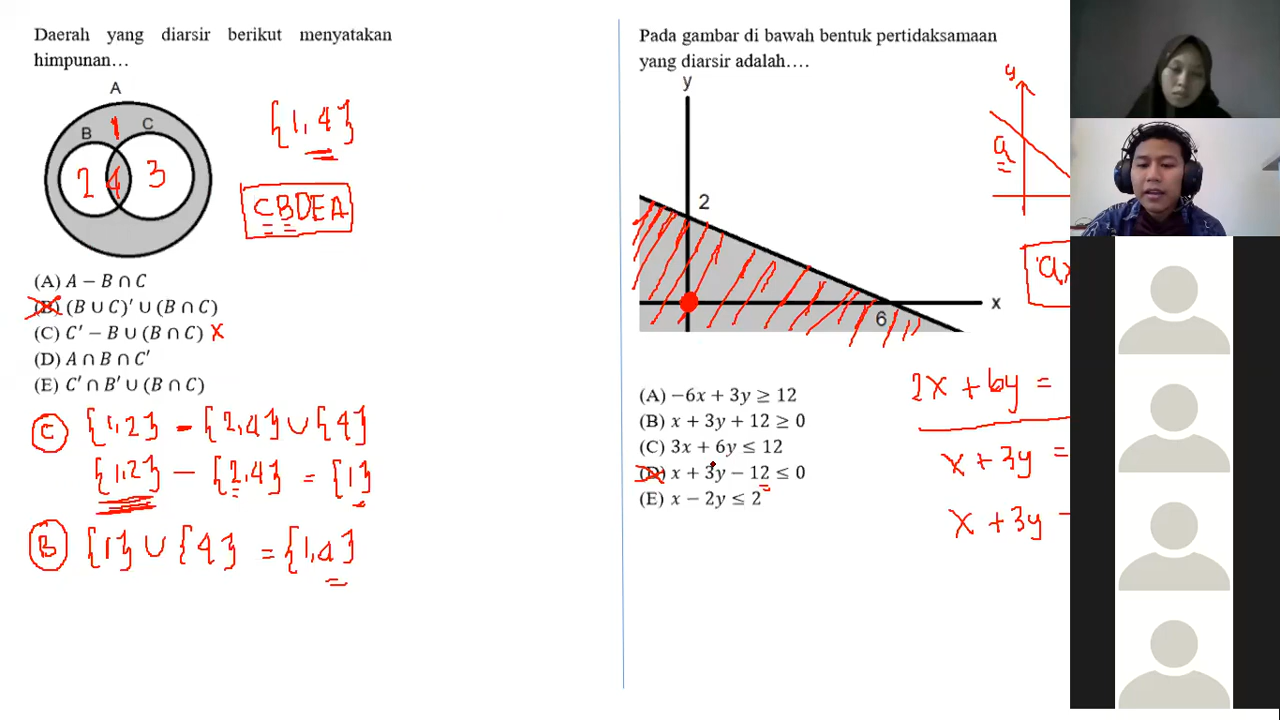 Daerah yang diarsir berikut menyatakan
himpunan…
A
B
C
1
2
4
3
{1,4}
CBDEA
(A) A − B ∩ C
(B) (B ∪ C)′ ∪ (B ∩ C)
(C) C′ − B ∪ (B ∩ C) x
(D) A ∩ B ∩ C′
(E) C′ ∩ B′ ∪ (B ∩ C)
C {1,2} - {2,4} ∪ {4}
{1,2} - {2,4} = {1}
B {1} ∪ {4} = {1,4}
Pada gambar di bawah bentuk pertidaksamaan
yang diarsir adalah….
y
2
x
6
y
a
(A) −6x + 3y ≥ 12
(B) x + 3y + 12 ≥ 0
(C) 3x + 6y ≤ 12
(D) x + 3y − 12 ≤ 0
(E) x − 2y ≤ 2
2x + 6y =
x + 3y =
x + 3y